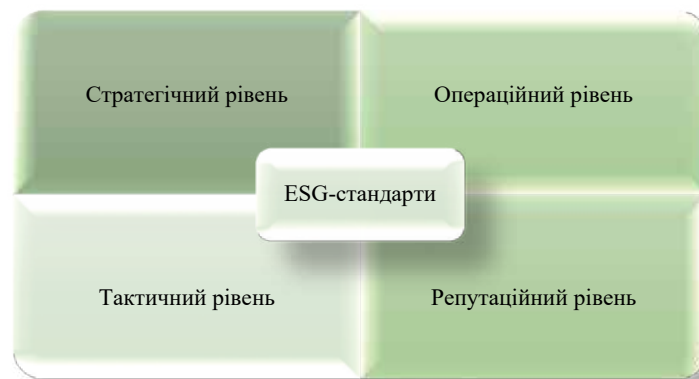 Стратегічний рівень
Операційний рівень
ESG-стандарти
Тактичний рівень
Репутаційний рівень